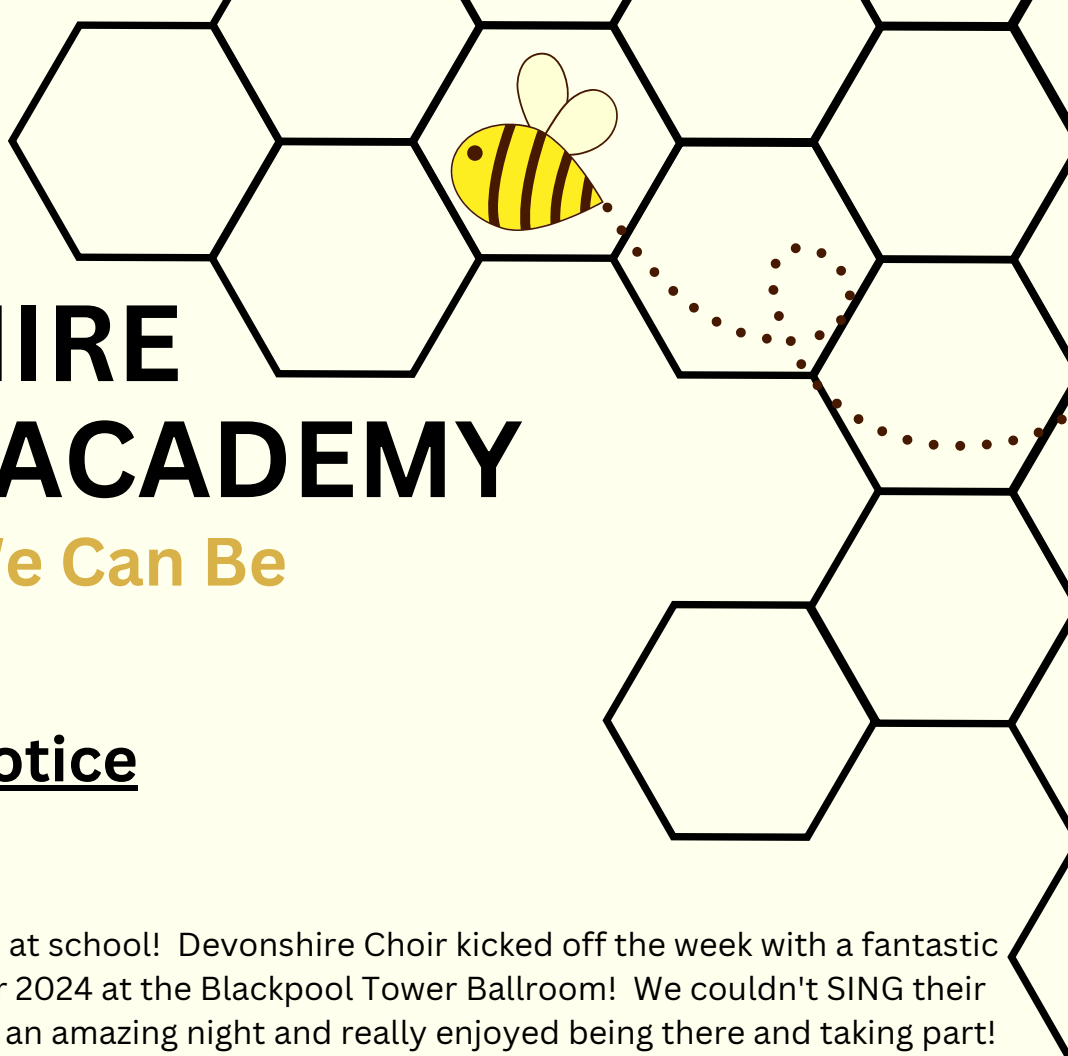 IRE
ACADEMY
e Can Be
otice
at school!  Devonshire Choir kicked off the week with a fantastic
r 2024 at the Blackpool Tower Ballroom!  We couldn't SING their
an amazing night and really enjoyed being there and taking part!